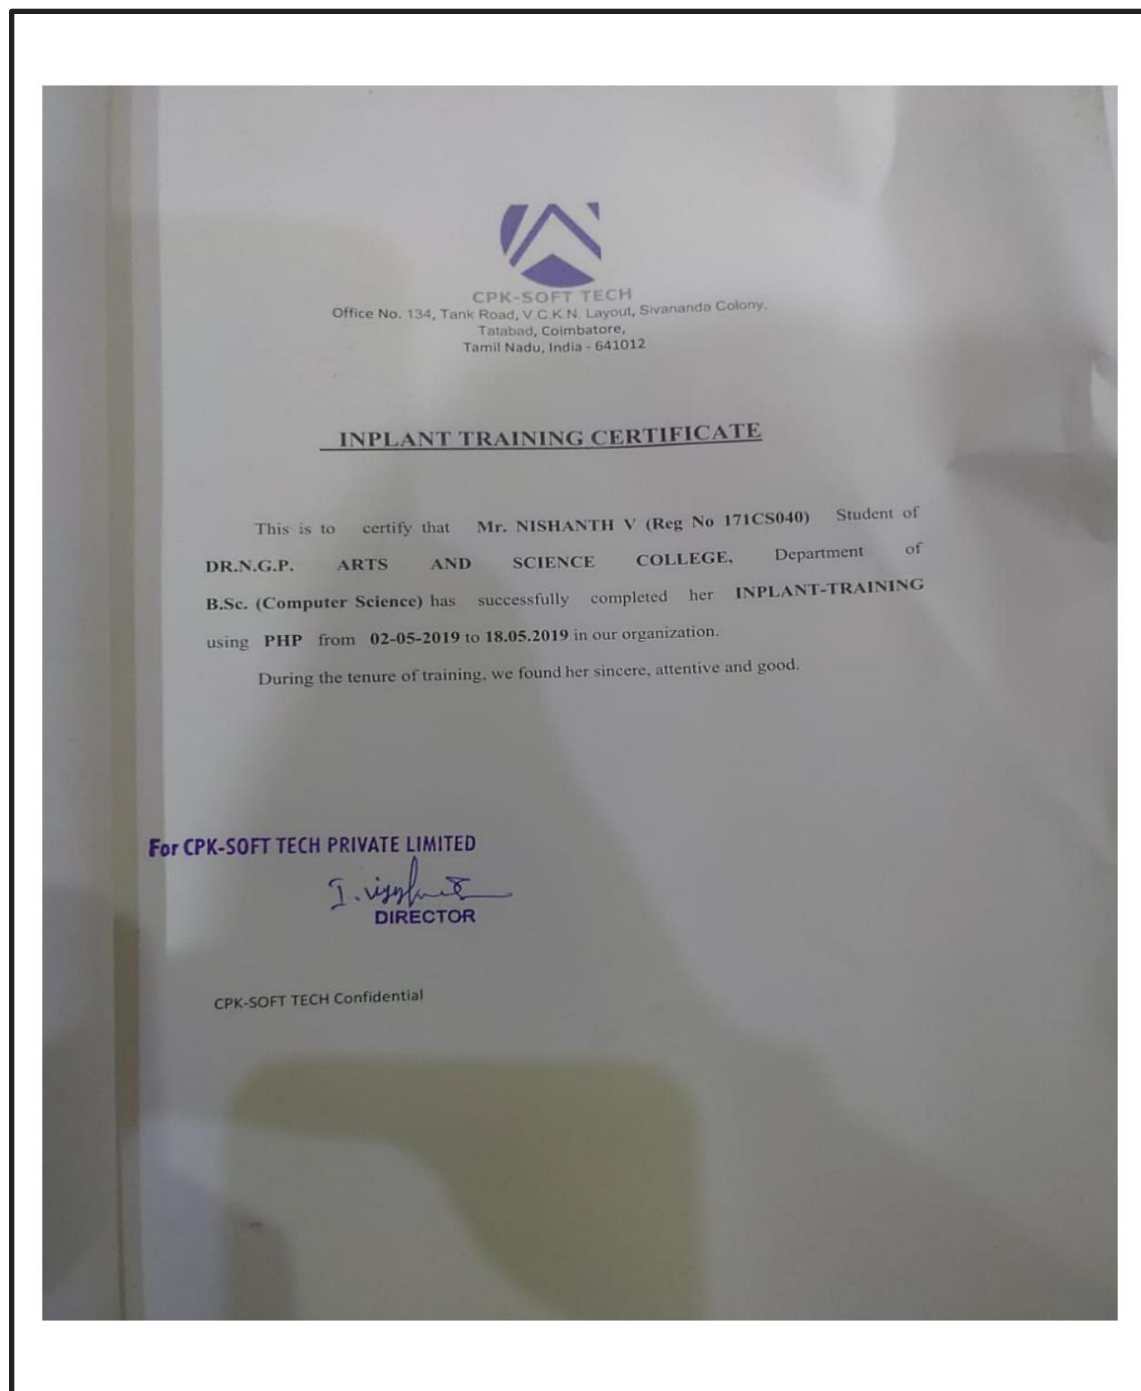 CPK-SOFT TECH
Office No. 134, Tank Road, V.C.K.N. Layout, Sivananda Colony,
Tatabad, Coimbatore,
Tamil Nadu, India - 641012
INPLANT TRAINING CERTIFICATE
This is to certify that Mr. NISHANTH V (Reg No 171CS040) Student of
DR.N.G.P. ARTS AND SCIENCE COLLEGE, Department of
B.Sc. (Computer Science) has successfully completed her INPLANT-TRAINING
using PHP from 02-05-2019 to 18.05.2019 in our organization.
During the tenure of training, we found her sincere, attentive and good.
For CPK-SOFT TECH PRIVATE LIMITED
DIRECTOR
CPK-SOFT TECH Confidential